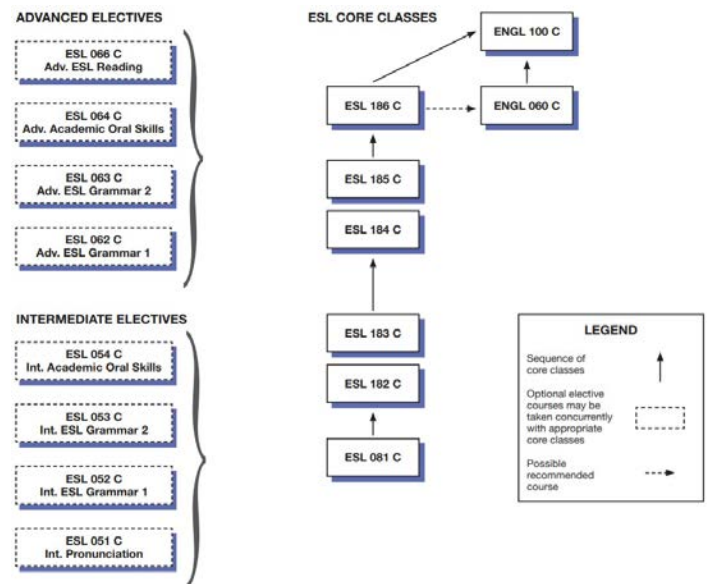 ADVANCED ELECTIVES
ESL 066 C
Adv. ESL Reading
ESL 064 C
Adv. Academic Oral Skills
ESL 063 C
Adv. ESL Grammar 2
ESL 062 C
Adv. ESL Grammar 1
INTERMEDIATE ELECTIVES
ESL 054 C
Int. Academic Oral Skills
ESL 053 C
Int. ESL Grammar 2
ESL 052 C
Int. ESL Grammar 1
ESL 051 C
Int. Pronunciation
ESL CORE CLASSES
ENGL 100 C
ESL 186 C
ENGL 060 C
ESL 185 C
ESL 184 C
ESL 183 C
ESL 182 C
ESL 081 C
LEGEND
Sequence of
core classes
Optional elective
courses may be
taken concurrently
with appropriate
core classes
Possible
recommended
course